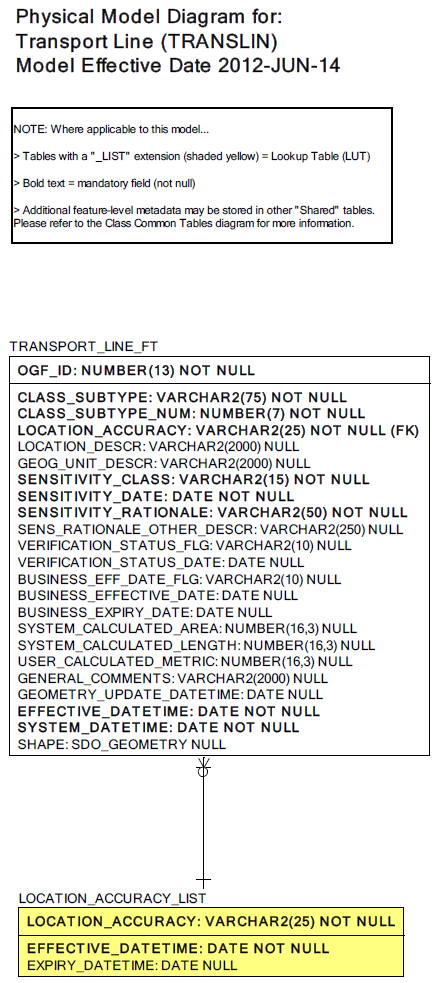 Physical Model Diagram for:
Transport Line (TRANSLIN)
Model Effective Date 2012-JUN-14
NOTE: Where applicable to this model...
> Tables with a "_LIST" extension (shaded yellow) = Lookup Table (LUT)
> Bold text = mandatory field (not null)
> Additional feature-level metadata may be stored in other "Shared" tables.
Please refer to the Class Common Tables diagram for more information.
TRANSPORT_LINE_FT
OGF_ID: NUMBER(13) NOT NULL
CLASS_SUBTYPE: VARCHAR2(75) NOT NULL
CLASS_SUBTYPE_NUM: NUMBER(7) NOT NULL
LOCATION_ACCURACY: VARCHAR2(25) NOT NULL (FK)
LOCATION_DESCR: VARCHAR2(2000) NULL
GEOG_UNIT_DESCR: VARCHAR2(2000) NULL
SENSITIVITY_CLASS: VARCHAR2(15) NOT NULL
SENSITIVITY_DATE: DATE NOT NULL
SENSITIVITY_RATIONALE: VARCHAR2(50) NOT NULL
SENS_RATIONALE_OTHER_DESCR: VARCHAR2(250) NULL
VERIFICATION_STATUS_FLG: VARCHAR2(10) NULL
VERIFICATION_STATUS_DATE: DATE NULL
BUSINESS_EFF_DATE_FLG: VARCHAR2(10) NULL
BUSINESS_EFFECTIVE_DATE: DATE NULL
BUSINESS_EXPIRY_DATE: DATE NULL
SYSTEM_CALCULATED_AREA: NUMBER(16,3) NULL
SYSTEM_CALCULATED_LENGTH: NUMBER(16,3) NULL
USER_CALCULATED_METRIC: NUMBER(16,3) NULL
GENERAL_COMMENTS: VARCHAR2(2000) NULL
GEOMETRY_UPDATE_DATETIME: DATE NULL
EFFECTIVE_DATETIME: DATE NOT NULL
SYSTEM_DATETIME: DATE NOT NULL
SHAPE: SDO_GEOMETRY NULL
LOCATION_ACCURACY_LIST
LOCATION_ACCURACY: VARCHAR2(25) NOT NULL
EFFECTIVE_DATETIME: DATE NOT NULL
EXPIRY_DATETIME: DATE NULL